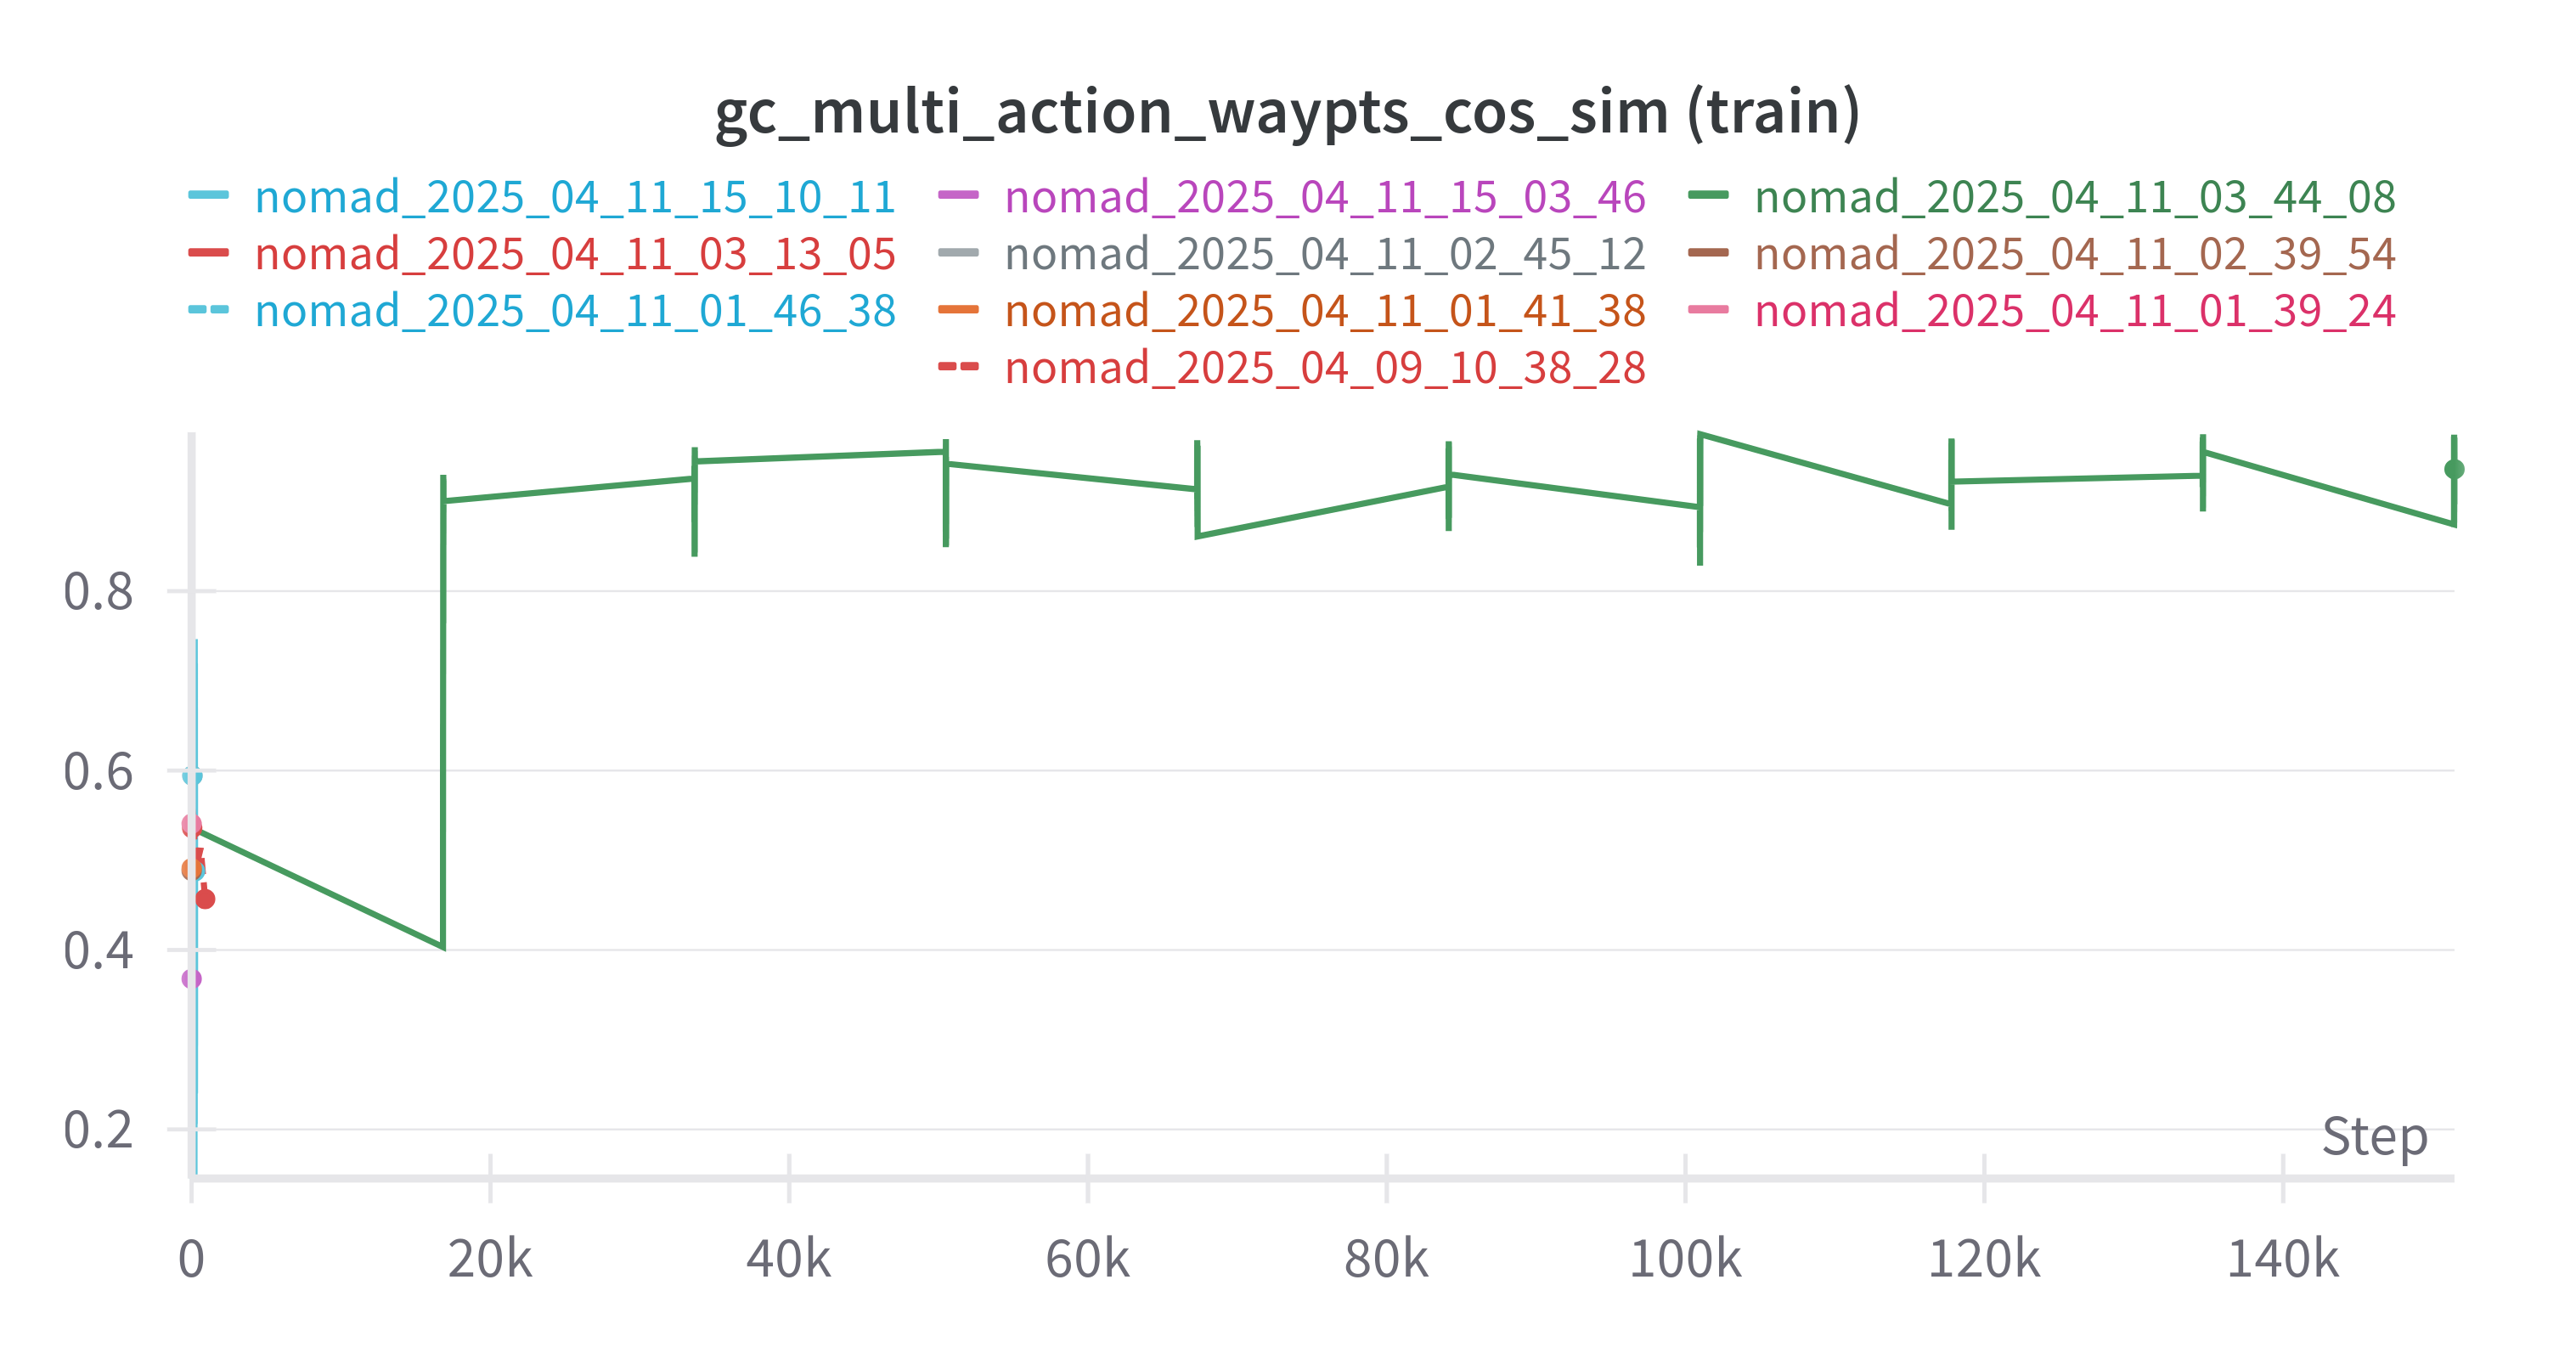 gc_multi_action_waypts_cos_sim (train)
nomad_2025_04_11_15_10_11 nomad_2025_04_11_15_03_46 nomad_2025_04_11_03_44_08
nomad_2025_04_11_03_13_05 nomad_2025_04_11_02_45_12 nomad_2025_04_11_02_39_54
nomad_2025_04_11_01_46_38 nomad_2025_04_11_01_41_38 nomad_2025_04_11_01_39_24
nomad_2025_04_09_10_38_28
0.8
0.6
0.4
0.2
Step
0 20k 40k 60k 80k 100k 120k 140k